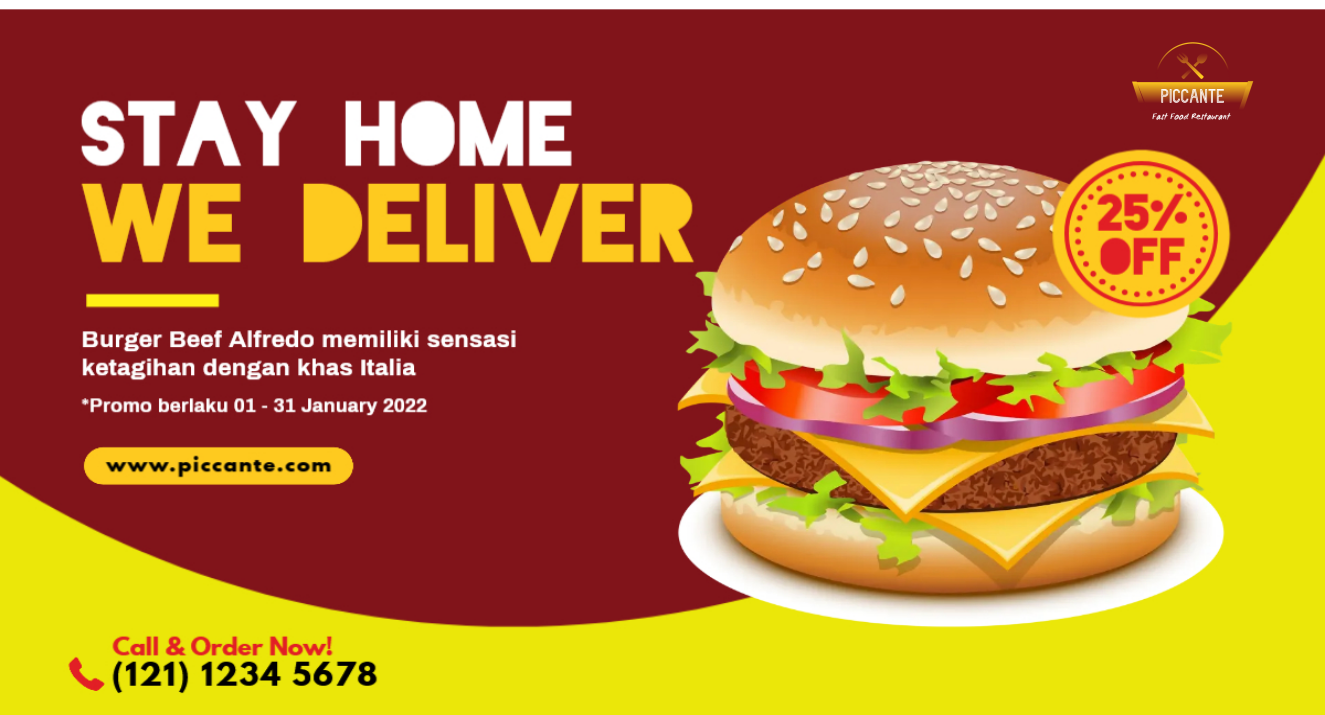 PICCANTE
Fast Food Restaurant
STAY HOME
WE DELIVER
25%
OFF
Burger Beef Alfredo memiliki sensasi
ketagihan dengan khas Italia
*Promo berlaku 01 - 31 January 2022
www.piccante.com
Call & Order Now!
(121) 1234 5678